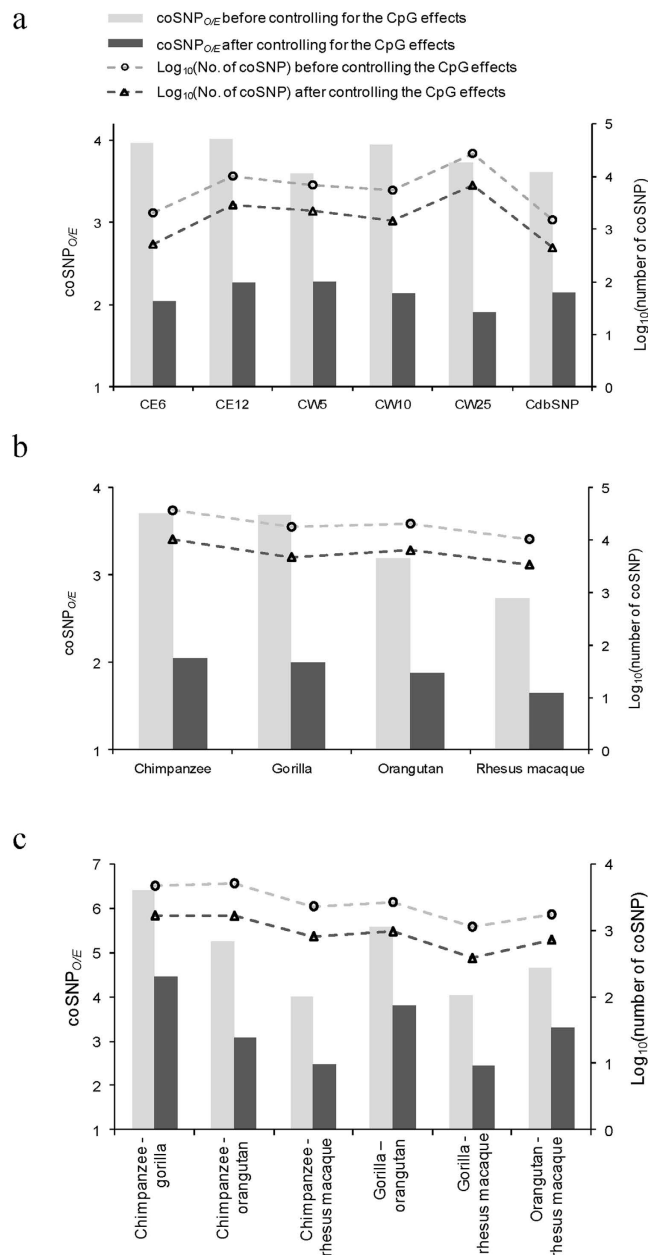 a
coSNPO/E before controlling for the CpG effects
coSNPO/E after controlling for the CpG effects
Log10(No. of coSNP) before controlling the CpG effects
Log10(No. of coSNP) after controlling the CpG effects
coSNPO/E
4
3
2
1
5
4
3
2
1
0
Log10(number of coSNP)
CE6 CE12 CW5 CW10 CW25 CdbSNP
b
coSNPO/E
4
3
2
1
5
4
3
2
1
0
Log10(number of coSNP)
Chimpanzee Gorilla Orangutan Rhesus macaque
c
coSNPO/E
7
6
5
4
3
2
1
4
3
2
1
0
Log10(number of coSNP)
Chimpanzee -
gorilla
Chimpanzee -
orangutan
Chimpanzee -
rhesus macaque
Gorilla –
orangutan
Gorilla -
rhesus macaque
Orangutan -
rhesus macaque